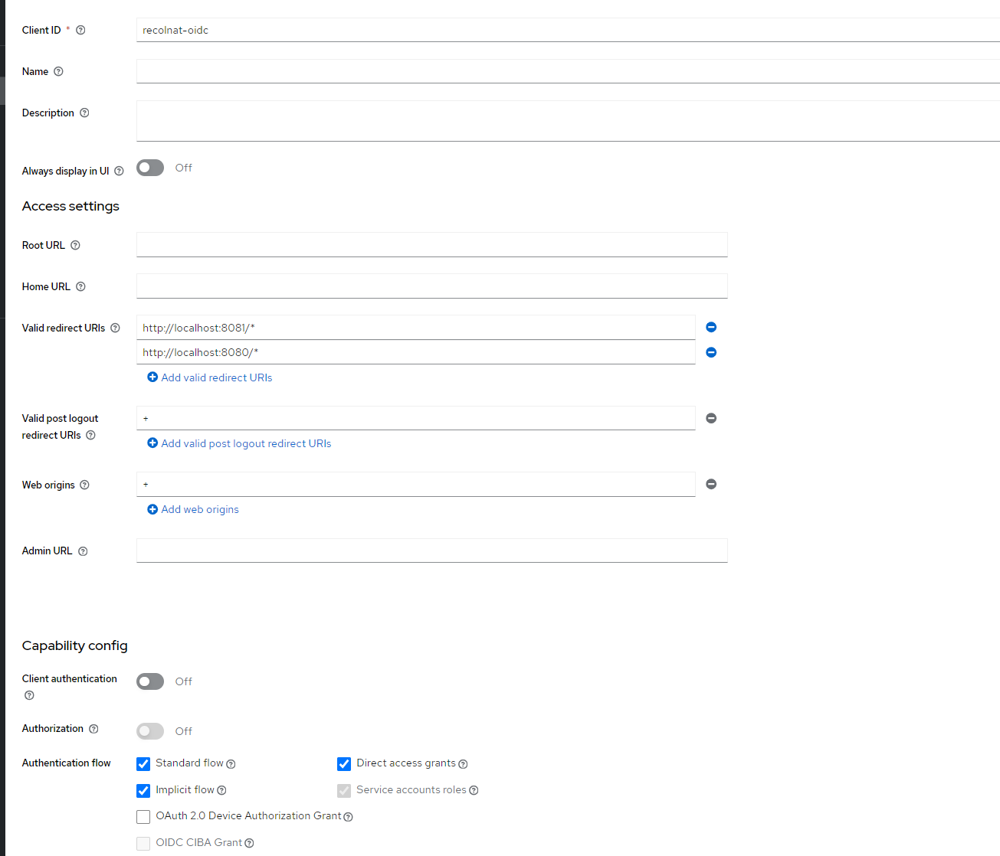 Client ID *
recolnat-oidc
Name
Description
Always display in UI
Off
Access settings
Root URL
Home URL
Valid redirect URIs
http://localhost:8081/*
http://localhost:8080/*
Add valid redirect URIs
Valid post logout
redirect URIs
+
Add valid post logout redirect URIs
Web origins
+
Add web origins
Admin URL
Capability config
Client authentication
Off
Authorization
Off
Authentication flow
Standard flow
Direct access grants
Implicit flow
Service accounts roles
OAuth 2.0 Device Authorization Grant
OIDC CIBA Grant